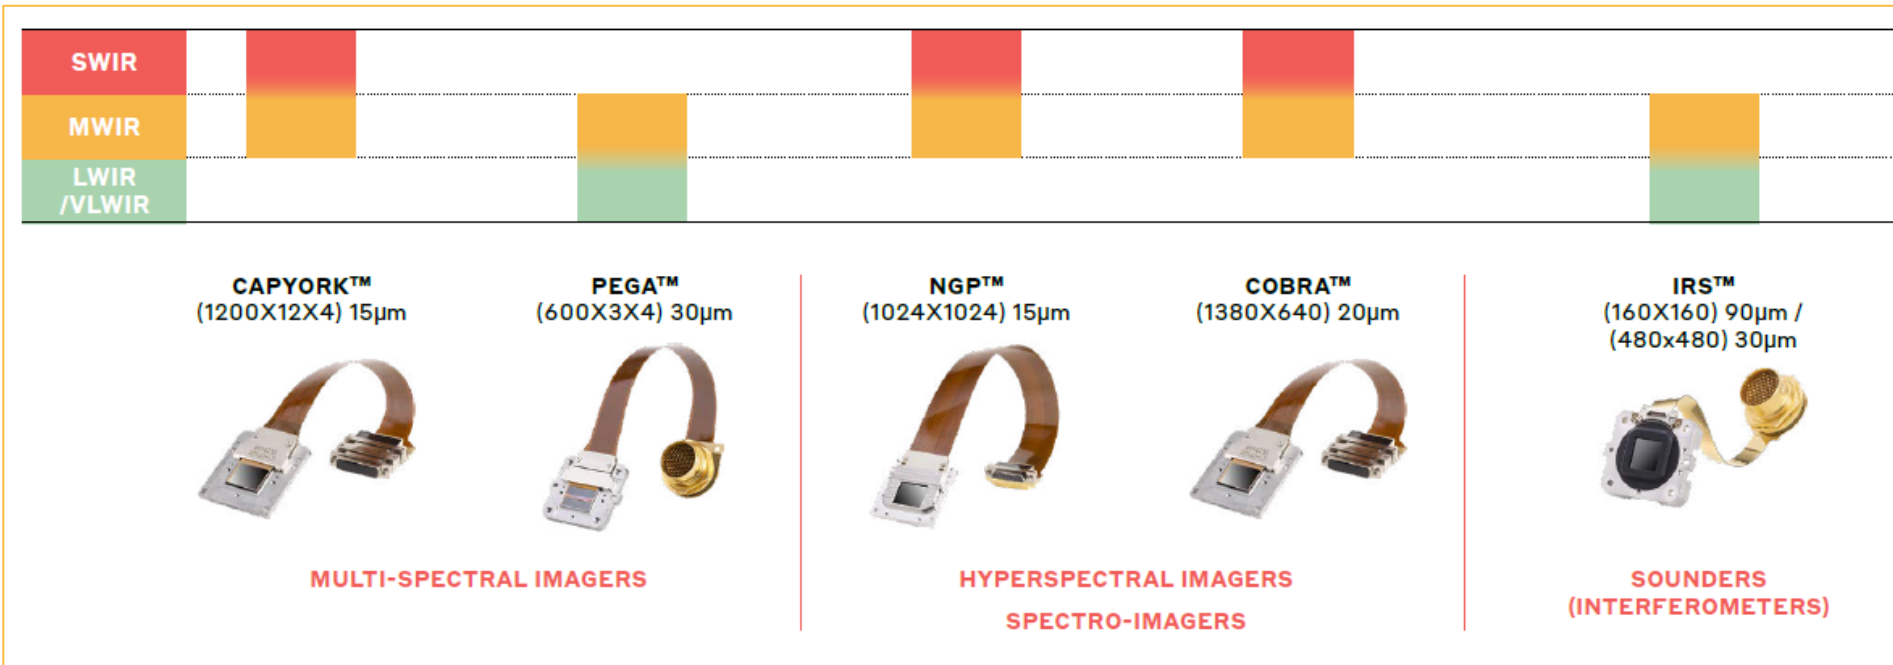 SWIR
MWIR
LWIR
/VLWIR
CAPYORK™
(1200X12X4) 15µm
PEGA™
(600X3X4) 30µm
NGP™
(1024X1024) 15µm
COBRA™
(1380X640) 20µm
IRS™
(160X160) 90µm /
(480x480) 30µm
MULTI-SPECTRAL IMAGERS
HYPERSPECTRAL IMAGERS
SPECTRO-IMAGERS
SOUNDERS
(INTERFEROMETERS)